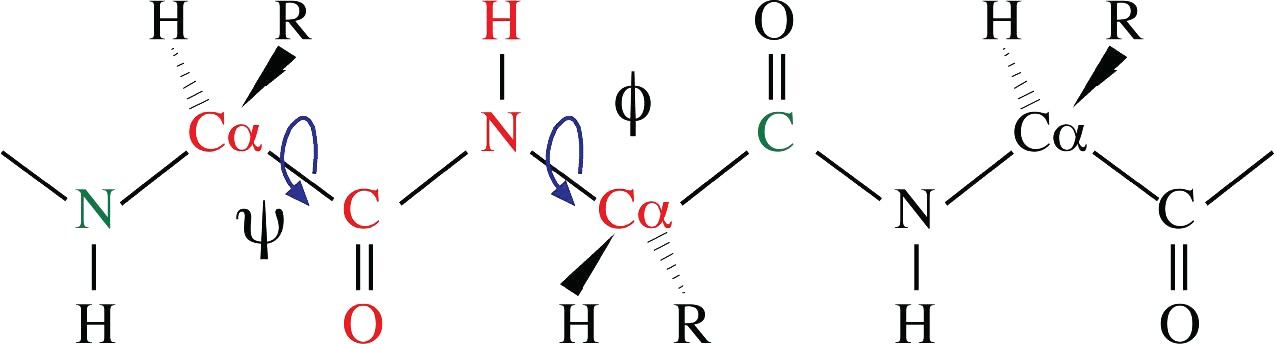 H R H O H R
ϕ
Cα N C Cα
N ψ C Cα N C
H O H R H O